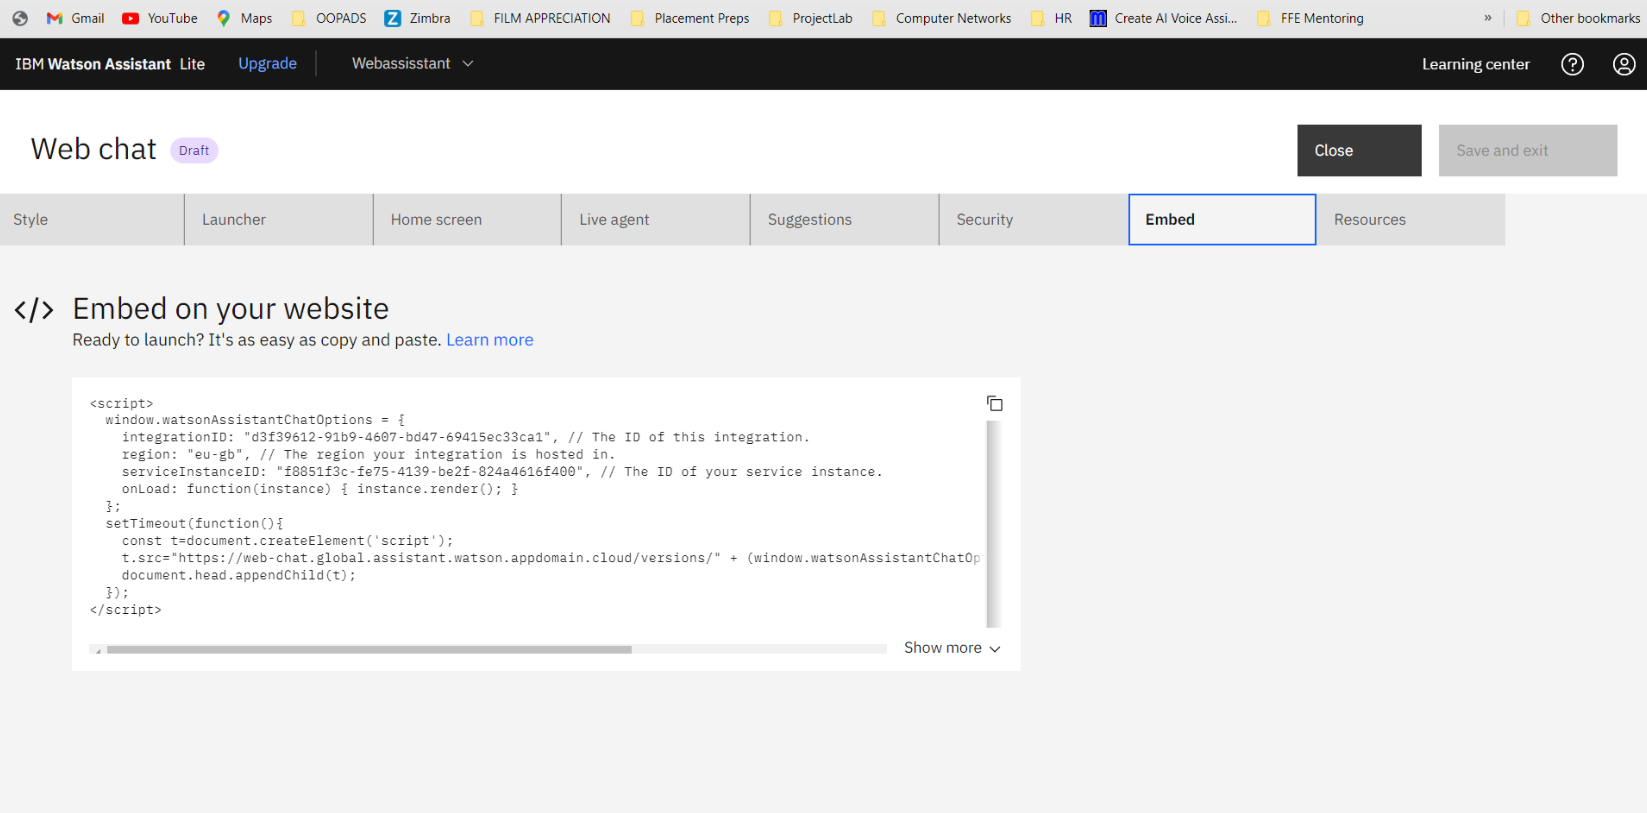 Gmail YouTube Maps OOPADS Zimbra FILM APPRECIATION Placement Preps ProjectLab Computer Networks HR Create AI Voice Assi... FFE Mentoring » Other bookmarks
IBM Watson Assistant Lite Upgrade Webassisstant Learning center
Web chat Draft Close Save and exit
Style Launcher Home screen Live agent Suggestions Security Embed Resources
</> Embed on your website
Ready to launch? It's as easy as copy and paste. Learn more
<script>
window.watsonAssistantChatOptions = {
integrationID: "d3f39612-91b9-4607-bd47-69415ec33ca1", // The ID of this integration.
region: "eu-gb", // The region your integration is hosted in.
serviceInstanceID: "f8851f3c-fe75-4139-be2f-824a4616f400", // The ID of your service instance.
onLoad: function(instance) { instance.render(); }
};
setTimeout(function(){
const t=document.createElement('script');
t.src="https://web-chat.global.assistant.watson.appdomain.cloud/versions/" + (window.watsonAssistantChatOp
document.head.appendChild(t);
});
</script>
Show more